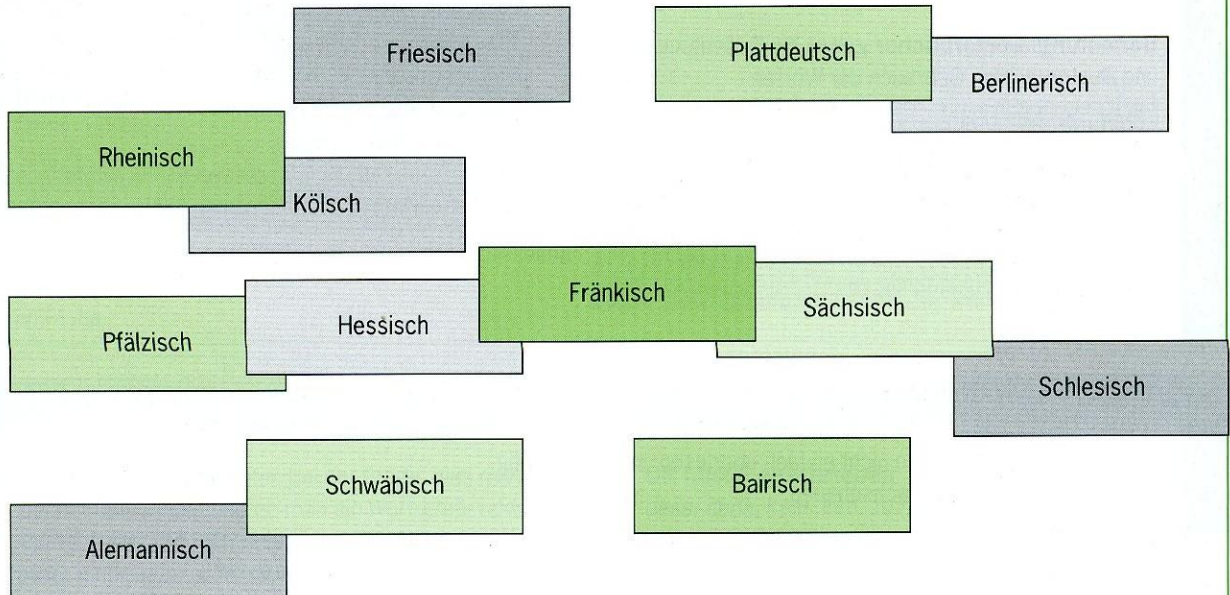 Friesisch
Plattdeutsch
Berlinerisch
Rheinisch
Kölsch
Fränkisch
Sächsisch
Hessisch
Pfälzisch
Schlesisch
Schwäbisch
Bairisch
Alemannisch